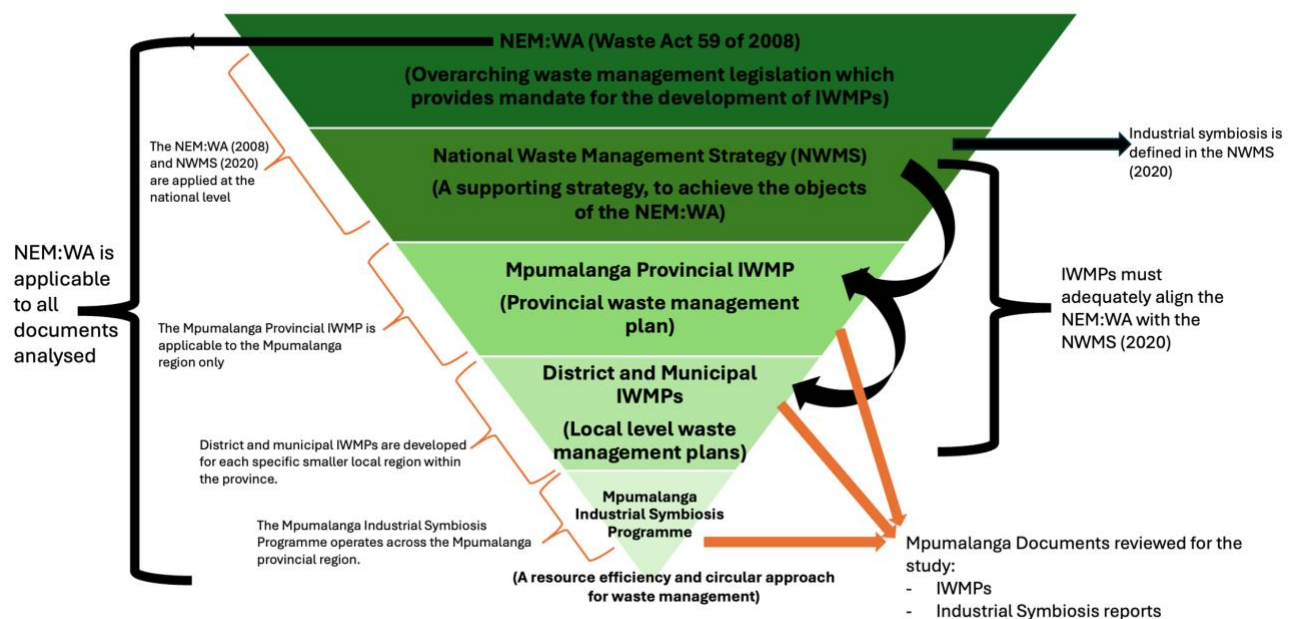 NEM:WA (Waste Act 59 of 2008)
(Overarching waste management legislation which
provides mandate for the development of IWMPs)
National Waste Management Strategy (NWMS)
(A supporting strategy, to achieve the objects
of the NEM:WA)
Mpumalanga Provincial IWMP
(Provincial waste management
plan)
District and Municipal
IWMPs
(Local level waste
management plans)
Mpumalanga
Industrial Symbiosis
Programme
(A resource efficiency and circular approach
for waste management)
NEM:WA is
applicable
to all
documents
analysed
The NEM:WA (2008)
and NWMS (2020)
are applied at the
national level
The Mpumalanga Provincial IWMP is
applicable to the Mpumalanga
region only
District and municipal IWMPs are developed
for each specific smaller local region within
the province.
The Mpumalanga Industrial Symbiosis
Programme operates across the Mpumalanga
provincial region.
Industrial symbiosis is
defined in the NWMS
(2020)
IWMPs must
adequately align the
NEM:WA with the
NWMS (2020)
Mpumalanga Documents reviewed for the
study:
- IWMPs
- Industrial Symbiosis reports